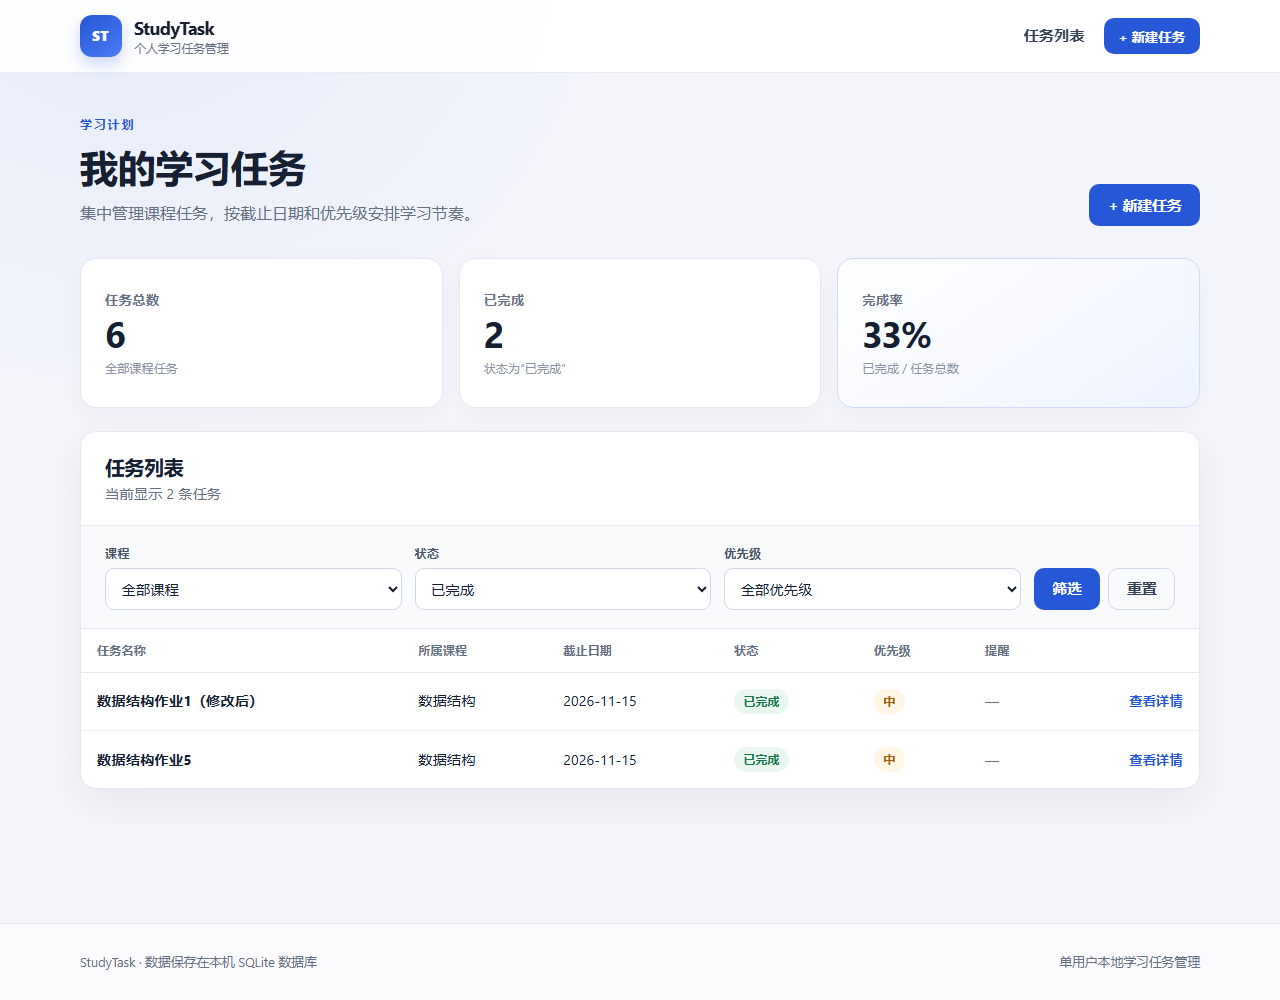 ST
StudyTask
个人学习任务管理
任务列表
+ 新建任务
学习计划
我的学习任务
集中管理课程任务，按截止日期和优先级安排学习节奏。
+ 新建任务
任务总数
6
全部课程任务
已完成
2
状态为“已完成”
完成率
33%
已完成 / 任务总数
任务列表
当前显示 2 条任务
课程 状态 优先级
全部课程 已完成 全部优先级 筛选 重置
任务名称 所属课程 截止日期 状态 优先级 提醒
数据结构作业1（修改后） 数据结构 2026-11-15 已完成 中 — 查看详情
数据结构作业5 数据结构 2026-11-15 已完成 中 — 查看详情
StudyTask · 数据保存在本机 SQLite 数据库
单用户本地学习任务管理